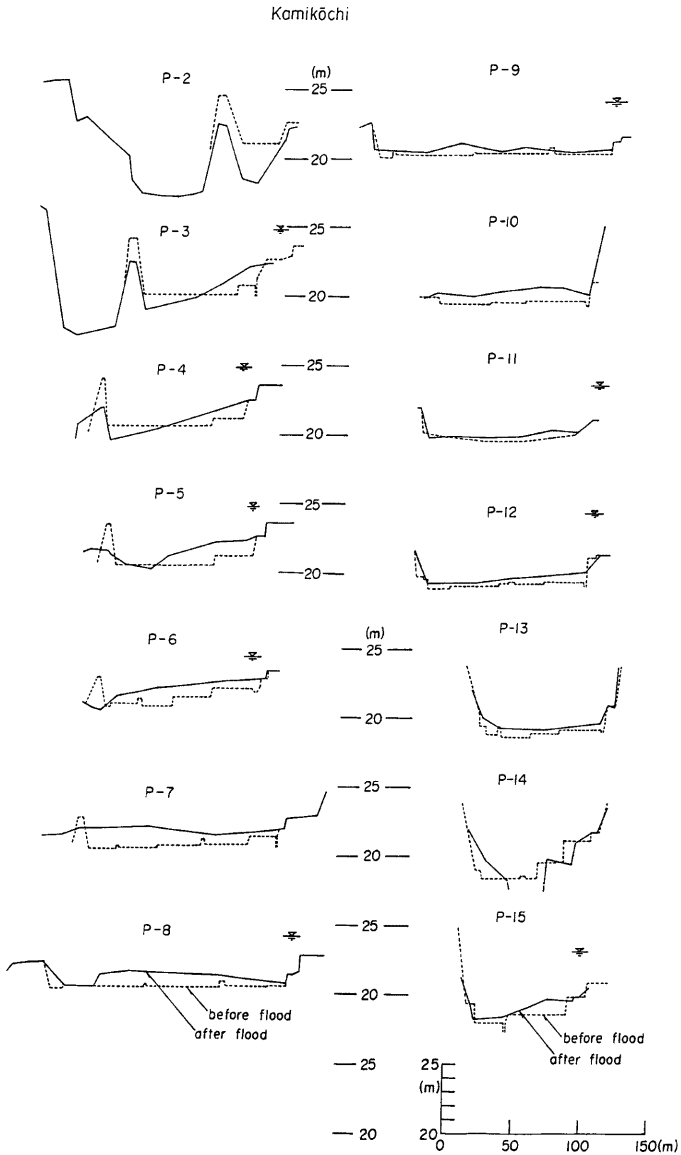 Kamikōchi
P-2
(m)
25
20
P-9
P-3
25
20
P-10
P-4
25
20
P-11
P-5
25
20
P-12
P-6
(m)
25
20
P-13
P-7
25
20
P-14
P-8
before flood
after flood
25
20
P-15
before flood
after flood
25
20
25
(m)
20
0 50 100 150(m)